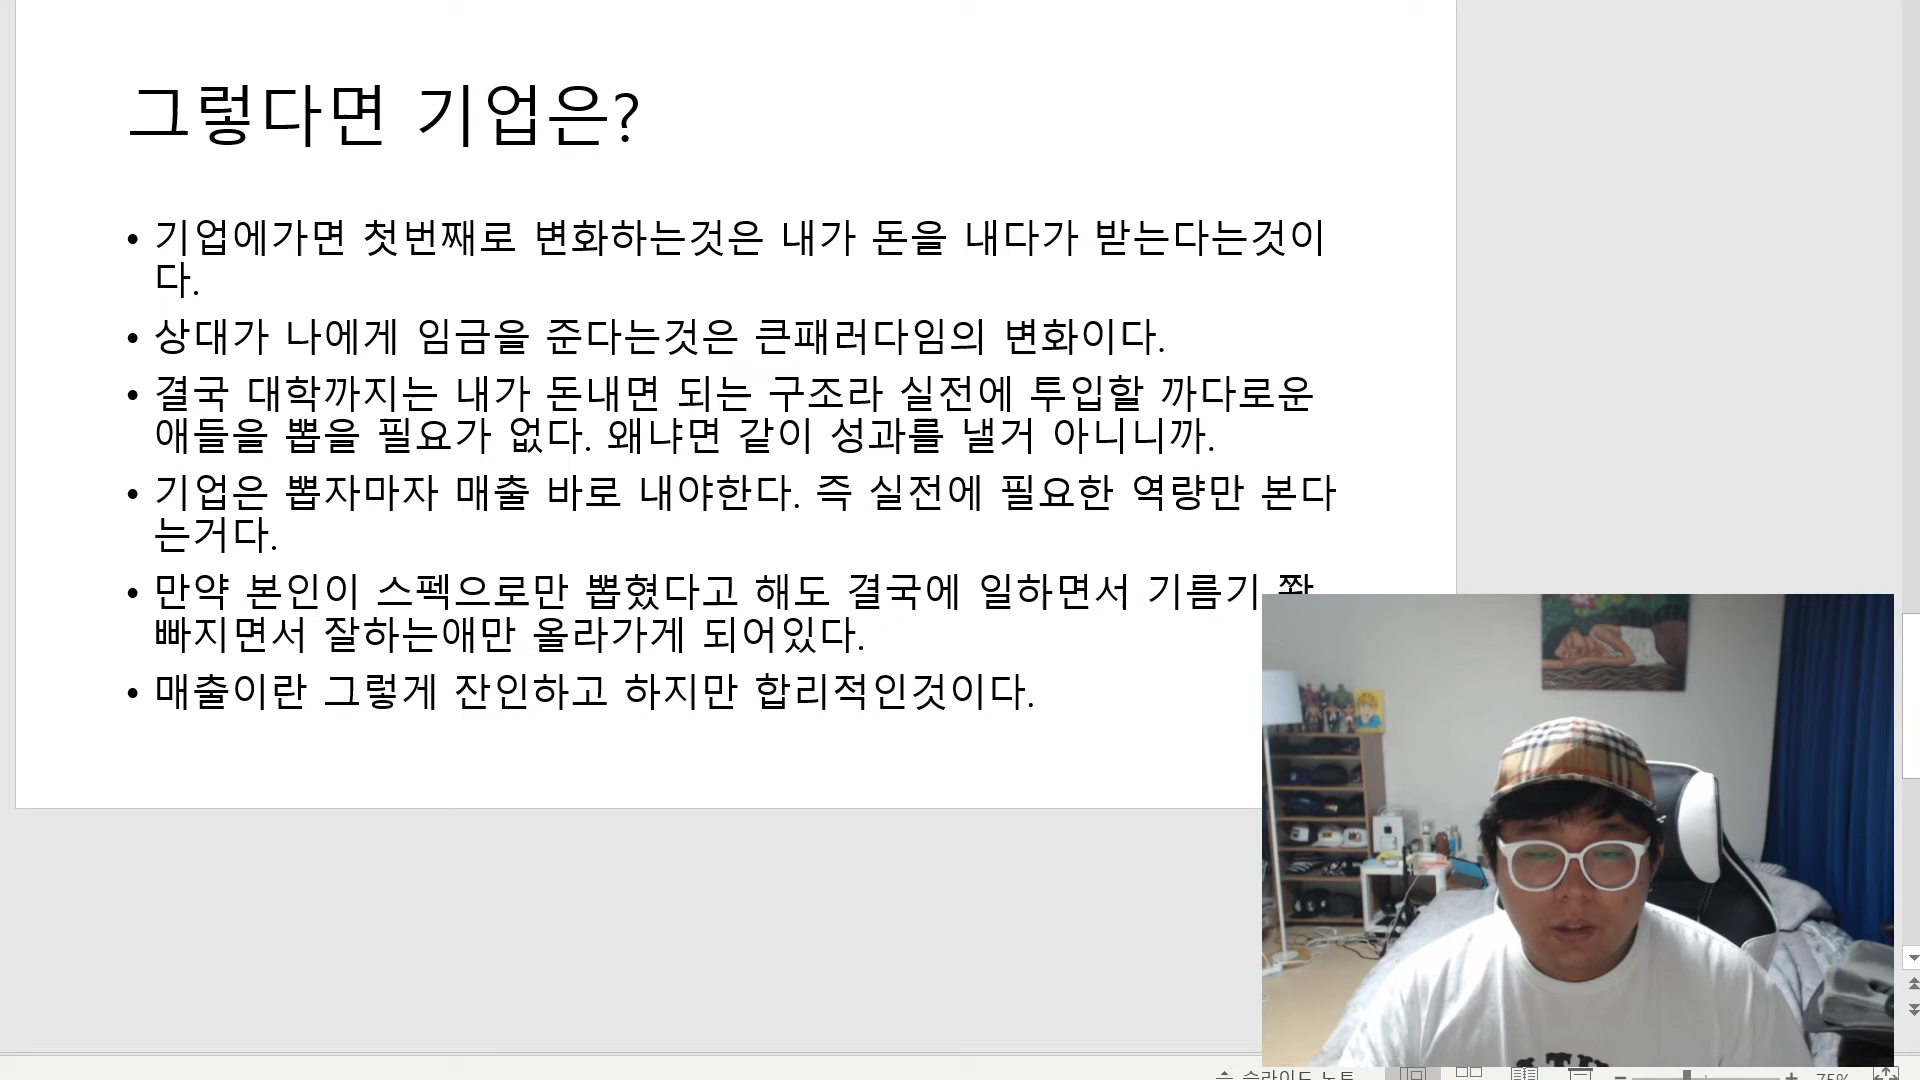 그렇다면 기업은?
• 기업에가면 첫번째로 변화하는것은 내가 돈을 내다가 받는다는것이
다.
• 상대가 나에게 임금을 준다는것은 큰패러다임의 변화이다.
• 결국 대학까지는 내가 돈내면 되는 구조라 실전에 투입할 까다로운
애들을 뽑을 필요가 없다. 왜냐면 같이 성과를 낼거 아니니까.
• 기업은 뽑자마자 매출 바로 내야한다. 즉 실전에 필요한 역량만 본다
는거다.
• 만약 본인이 스펙으로만 뽑혔다고 해도 결국에 일하면서 기름기 쫙
빠지면서 잘하는애만 올라가게 되어있다.
• 매출이란 그렇게 잔인하고 하지만 합리적인것이다.
슬라이드 노트
75%